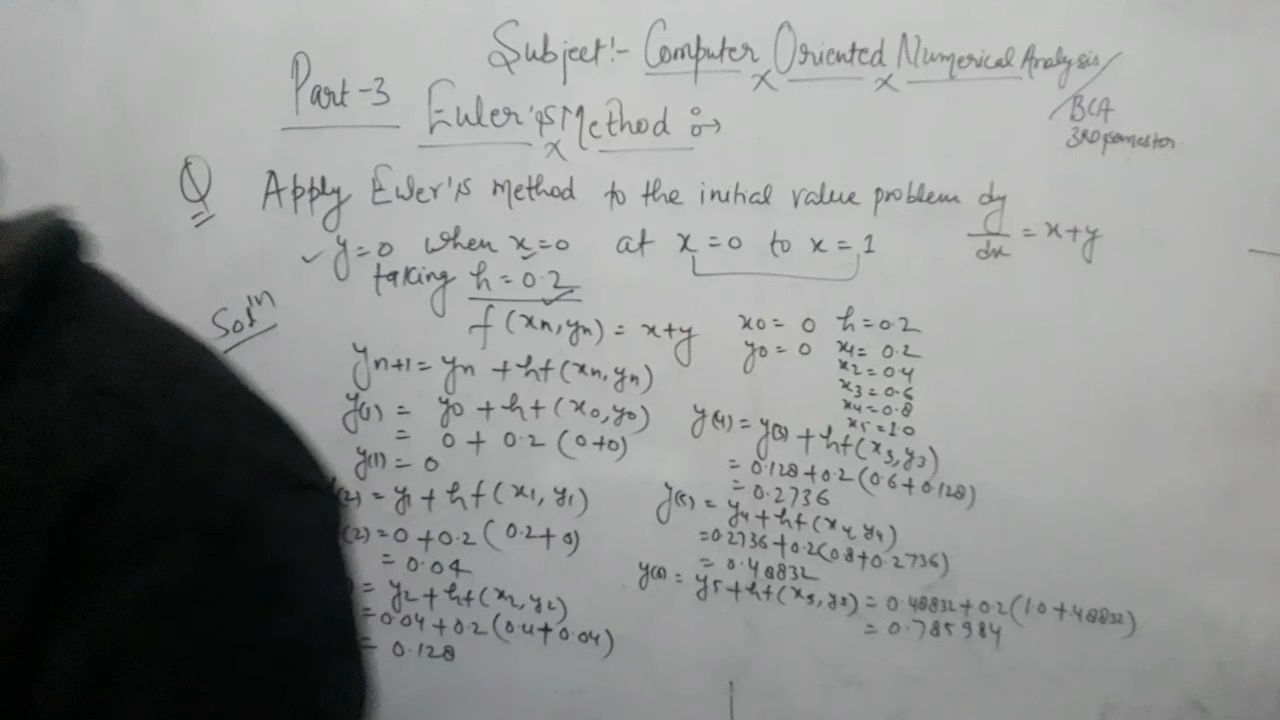 Subject:- Computer Oriented Numerical Analysis/
BCA
3RD semester
Part-3
Euler's Method :→
Q Apply Euler's method to the initial value problem dy/dx = x+y
y=0 when x=0 at x=0 to x=1
taking h=0.2
Sol'n
f(xn,yn) = x+y
yn+1 = yn + hf(xn,yn)
y(1) = y0 + hf(x0,y0)
= 0 + 0.2 (0+0)
y(1) = 0
(2) = y1 + hf(x1,y1)
(2) = 0 + 0.2 (0.2+0)
= 0.04
= y2 + hf(x2,y2)
= 0.04 + 0.2 (0.4+0.04)
= 0.128
x0 = 0 h=0.2
y0 = 0 x1= 0.2
x2=0.4
x3=0.6
x4=0.8
x5=1.0
y(4) = y(3) + hf(x3,y3)
= 0.128+0.2(0.6+0.128)
= 0.2736
y(5) = y4+hf(x4,y4)
=0.2736+0.2(0.8+0.2736)
= 0.48832
y(6) = y5+hf(x5,y5) = 0.48832+0.2(1.0+.48832)
= 0.785984